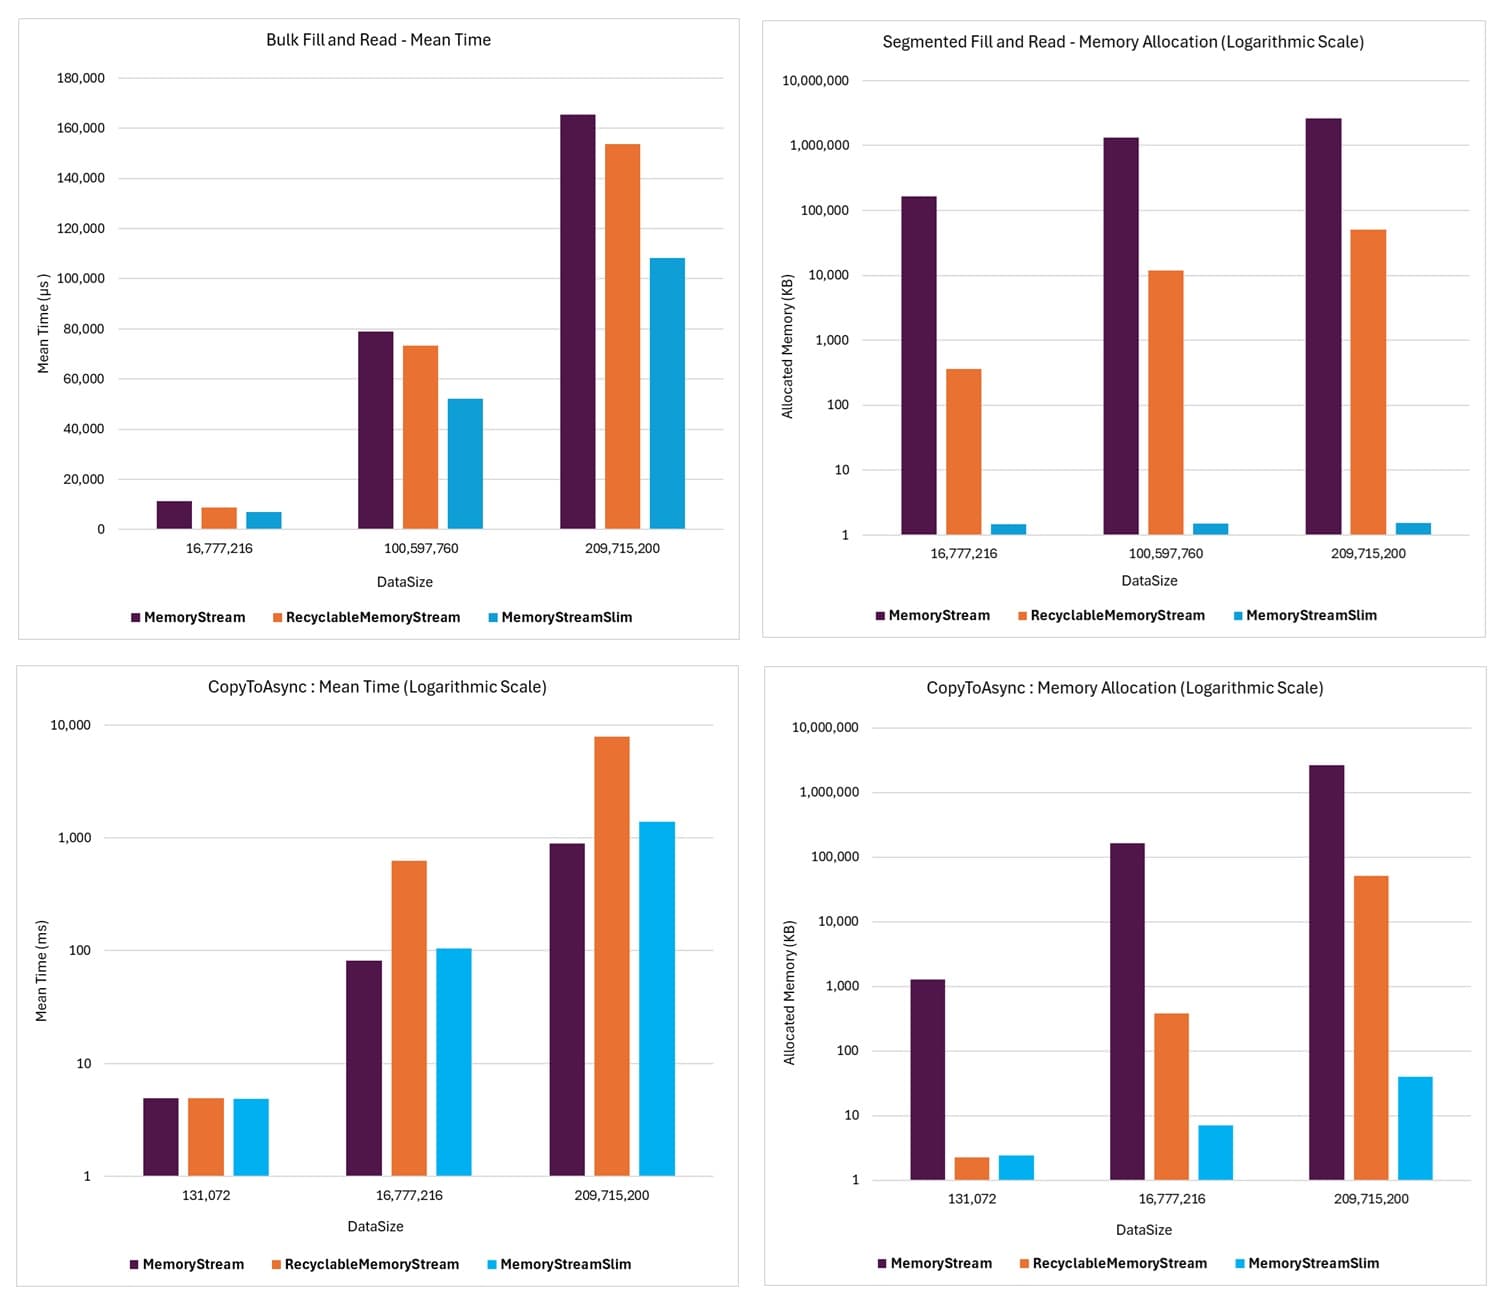 Bulk Fill and Read - Mean Time
180,000
160,000
140,000
120,000
100,000
80,000
60,000
40,000
20,000
0
Mean Time (µs )
16,777,216 100,597,760 209,715,200
DataSize
MemoryStream RecyclableMemoryStream MemoryStreamSlim
Segmented Fill and Read - Memory Allocation (Logarithmic Scale)
10,000,000
1,000,000
100,000
10,000
1,000
100
10
1
Allocated Memory (KB)
16,777,216 100,597,760 209,715,200
DataSize
MemoryStream RecyclableMemoryStream MemoryStreamSlim
CopyToAsync : Mean Time (Logarithmic Scale)
10,000
1,000
100
10
1
Mean Time (ms)
131,072 16,777,216 209,715,200
DataSize
MemoryStream RecyclableMemoryStream MemoryStreamSlim
CopyToAsync : Memory Allocation (Logarithmic Scale)
10,000,000
1,000,000
100,000
10,000
1,000
100
10
1
Allocated Memory (KB)
131,072 16,777,216 209,715,200
DataSize
MemoryStream RecyclableMemoryStream MemoryStreamSlim